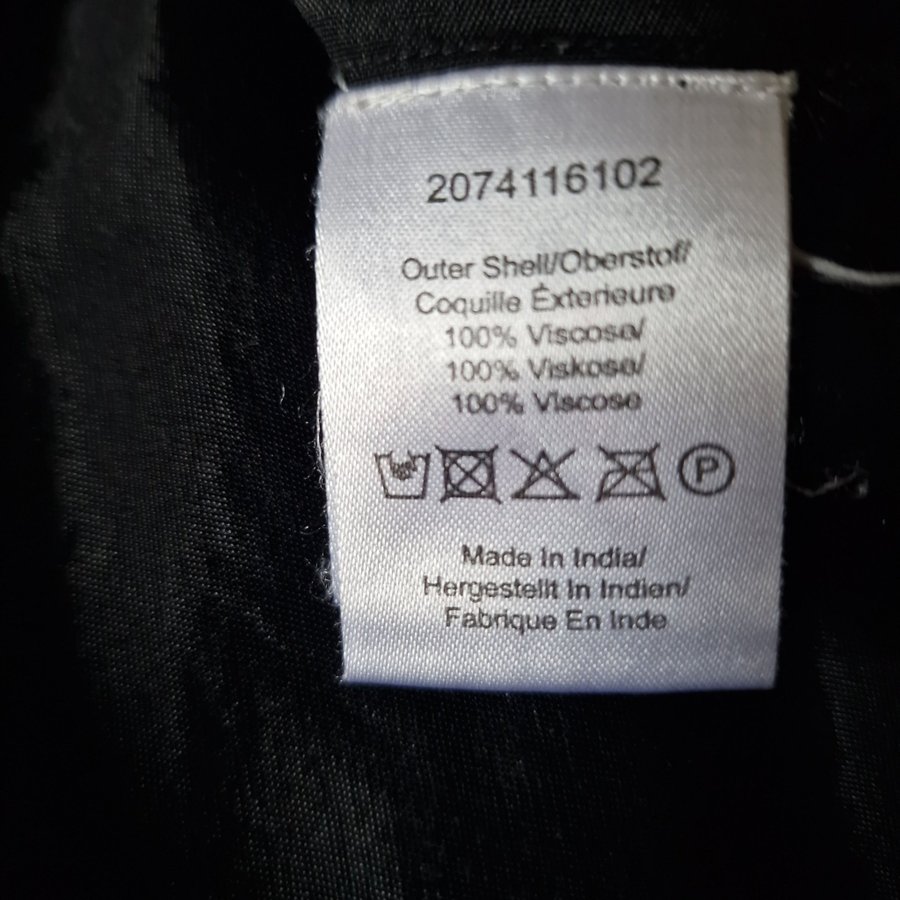 2074116102
Outer Shell/Oberstof/
Coquille Éxterieure
100% Viscose/
100% Viskose/
100% Viscose
P
Made In India/
Hergestellt In Indien/
Fabrique En Inde